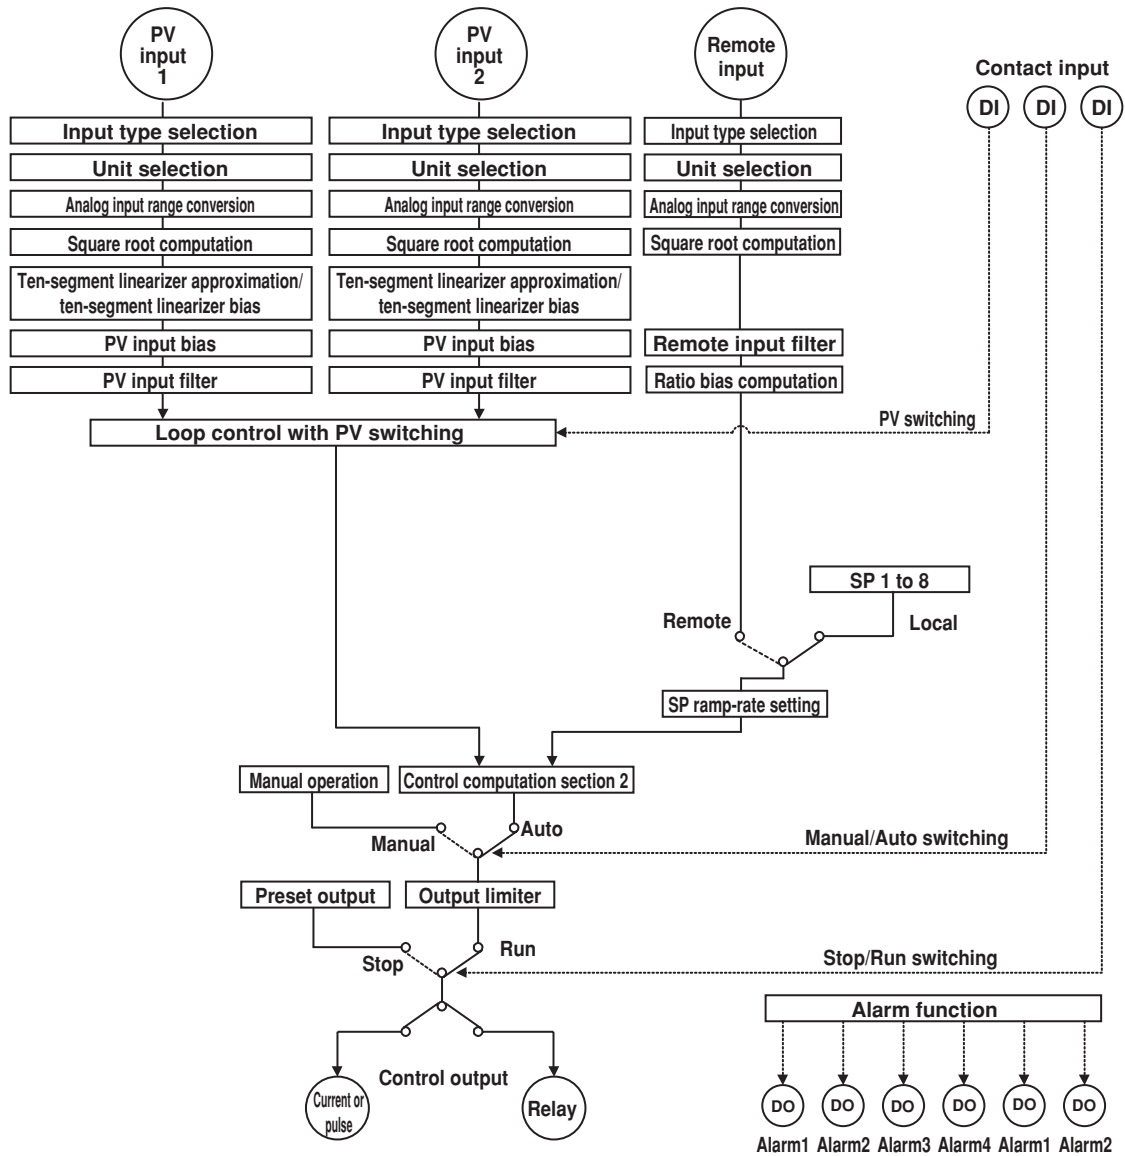 PV
input
1
PV
input
2
Remote
input
Contact input
DI
DI
DI
Input type selection
Input type selection
Input type selection
Unit selection
Unit selection
Unit selection
Analog input range conversion
Analog input range conversion
Analog input range conversion
Square root computation
Square root computation
Square root computation
Ten-segment linearizer approximation/
ten-segment linearizer bias
Ten-segment linearizer approximation/
ten-segment linearizer bias
PV input bias
PV input bias
Remote input filter
PV input filter
PV input filter
Ratio bias computation
PV switching
Loop control with PV switching
SP 1 to 8
Remote
Local
SP ramp-rate setting
Manual operation
Control computation section 2
Manual
Auto
Manual/Auto switching
Preset output
Output limiter
Stop
Run
Stop/Run switching
Alarm function
Control output
Current or
pulse
Relay
DO
DO
DO
DO
DO
DO
Alarm1
Alarm2
Alarm3
Alarm4
Alarm1
Alarm2